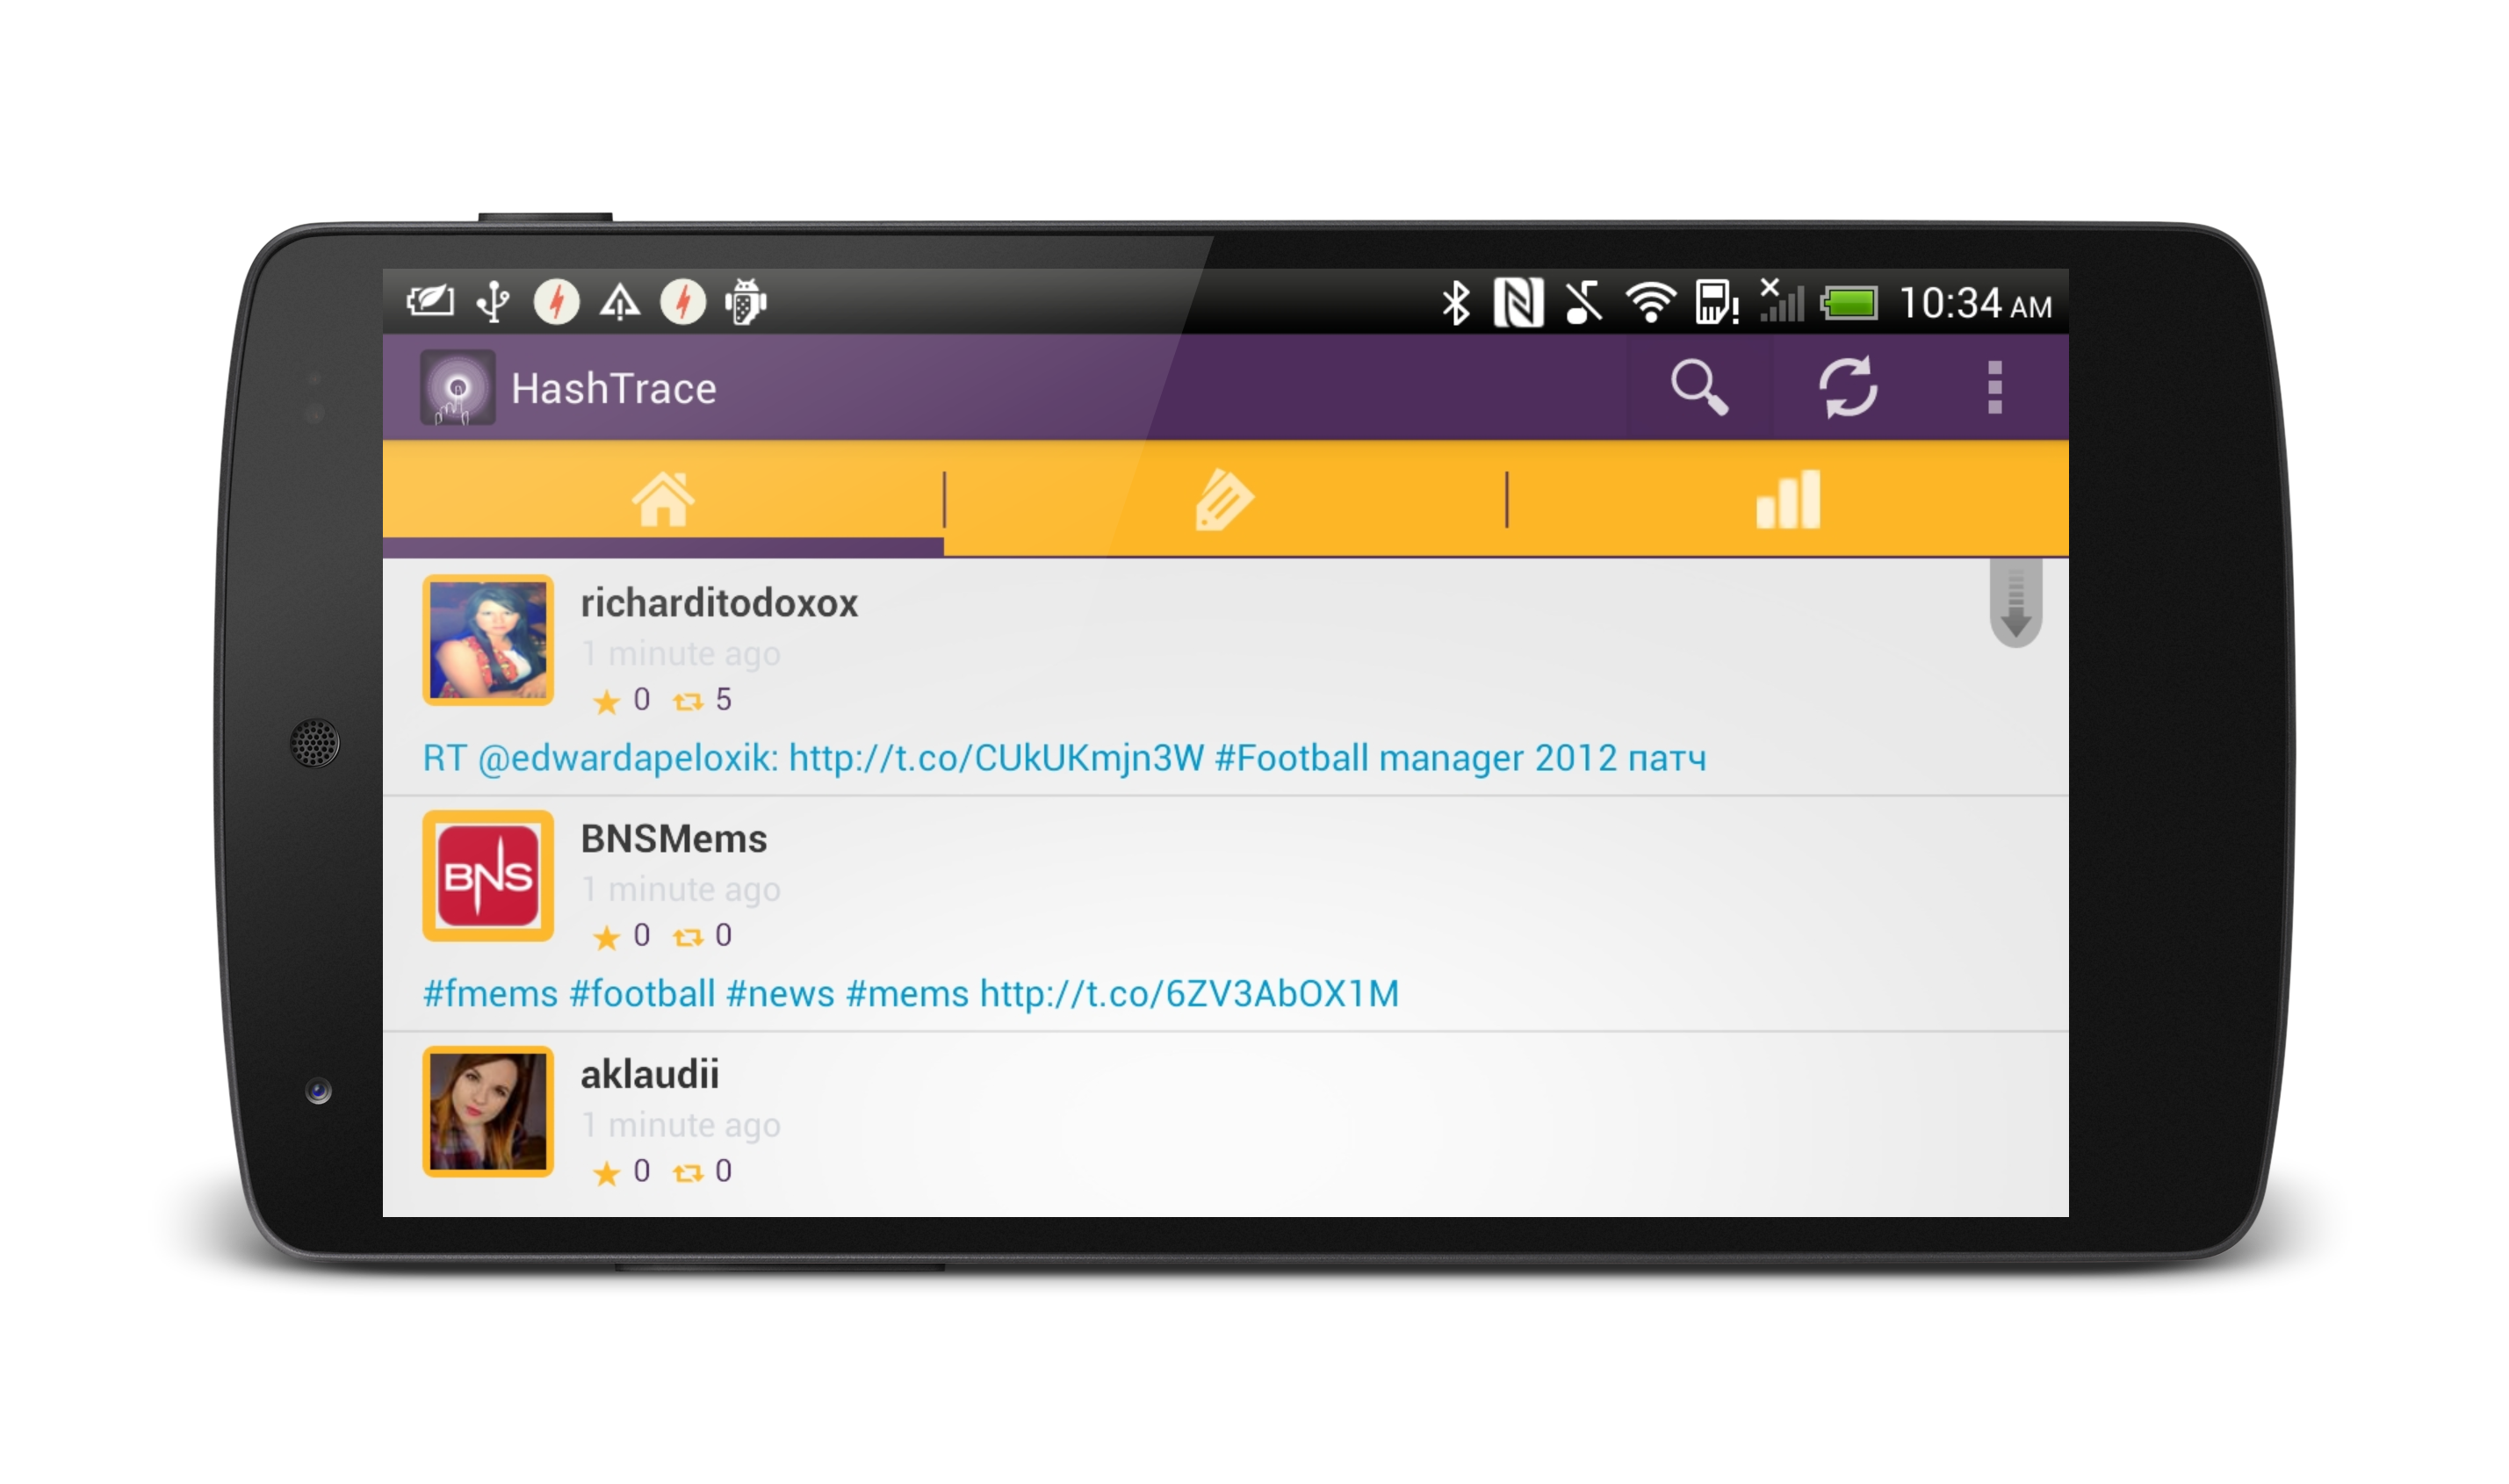 10:34 AM
HashTrace
richarditodoxox
1 minute ago
0 5
RT @edwardapeloxik: http://t.co/CUkUKmjn3W #Football manager 2012 патч
BNS
BNSMems
1 minute ago
0 0
#fmems #football #news #mems http://t.co/6ZV3AbOX1M
aklaudii
1 minute ago
0 0